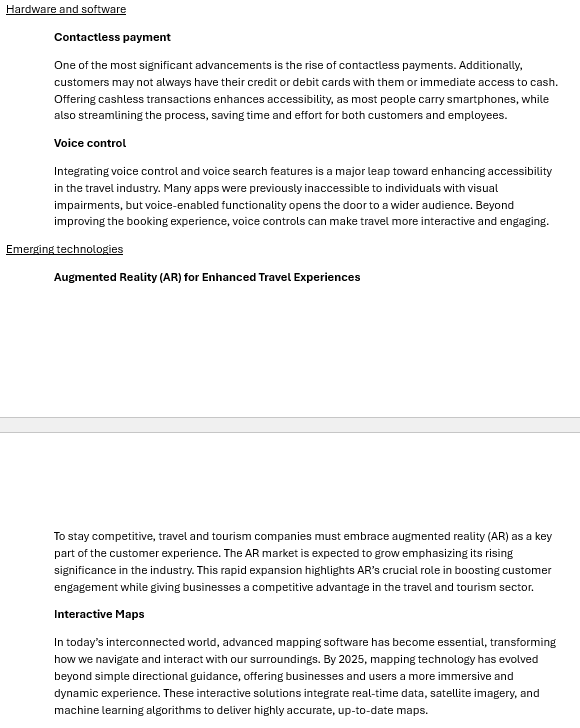 Hardware and software
Contactless payment
One of the most significant advancements is the rise of contactless payments. Additionally,
customers may not always have their credit or debit cards with them or immediate access to cash.
Offering cashless transactions enhances accessibility, as most people carry smartphones, while
also streamlining the process, saving time and effort for both customers and employees.
Voice control
Integrating voice control and voice search features is a major leap toward enhancing accessibility
in the travel industry. Many apps were previously inaccessible to individuals with visual
impairments, but voice-enabled functionality opens the door to a wider audience. Beyond
improving the booking experience, voice controls can make travel more interactive and engaging.
Emerging technologies
Augmented Reality (AR) for Enhanced Travel Experiences
To stay competitive, travel and tourism companies must embrace augmented reality (AR) as a key
part of the customer experience. The AR market is expected to grow emphasizing its rising
significance in the industry. This rapid expansion highlights AR’s crucial role in boosting customer
engagement while giving businesses a competitive advantage in the travel and tourism sector.
Interactive Maps
In today’s interconnected world, advanced mapping software has become essential, transforming
how we navigate and interact with our surroundings. By 2025, mapping technology has evolved
beyond simple directional guidance, offering businesses and users a more immersive and
dynamic experience. These interactive solutions integrate real-time data, satellite imagery, and
machine learning algorithms to deliver highly accurate, up-to-date maps.